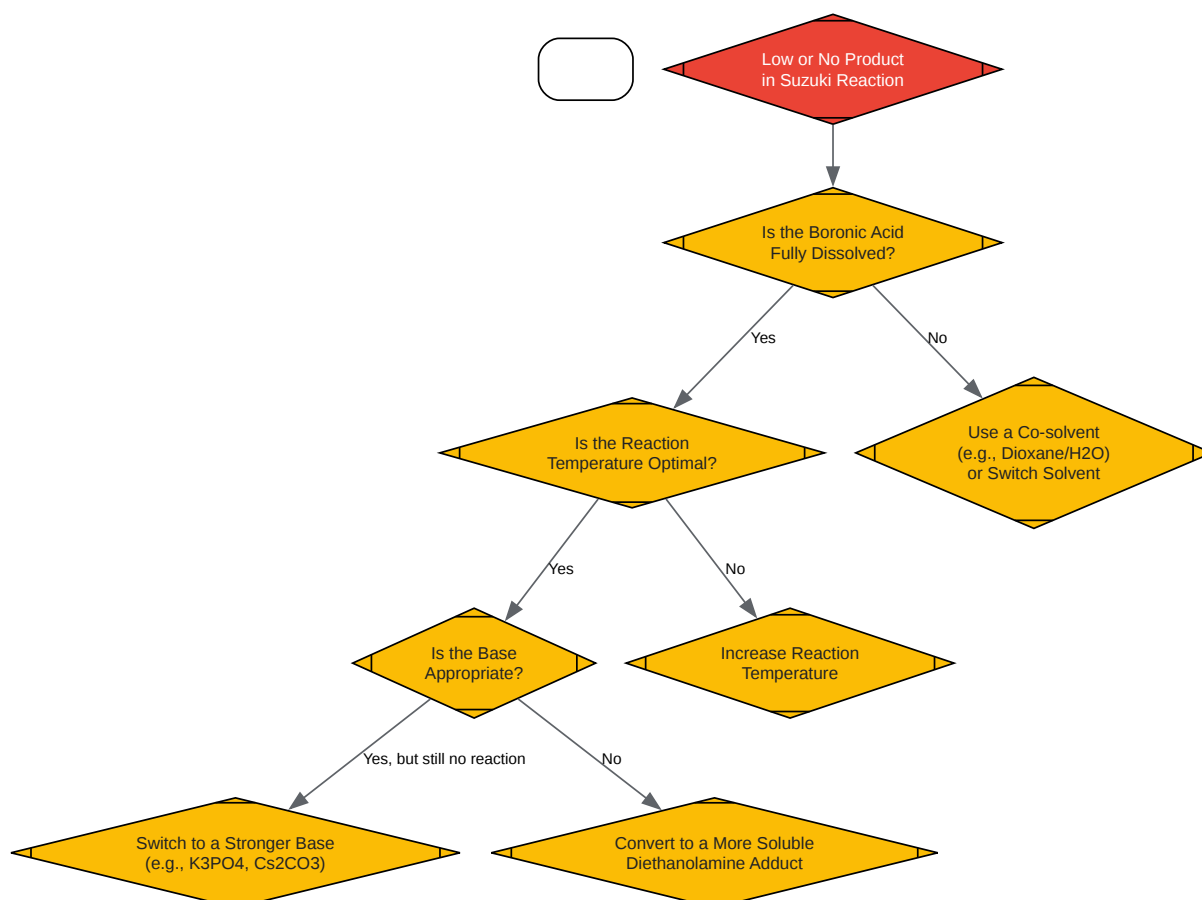 Low or No Product
in Suzuki Reaction
Is the Boronic Acid
Fully Dissolved?
Yes
No
Is the Reaction
Temperature Optimal?
Use a Co-solvent
(e.g., Dioxane/H2O)
or Switch Solvent
Yes
No
Is the Base
Appropriate?
Increase Reaction
Temperature
Yes, but still no reaction
No
Switch to a Stronger Base
(e.g., K3PO4, Cs2CO3)
Convert to a More Soluble
Diethanolamine Adduct